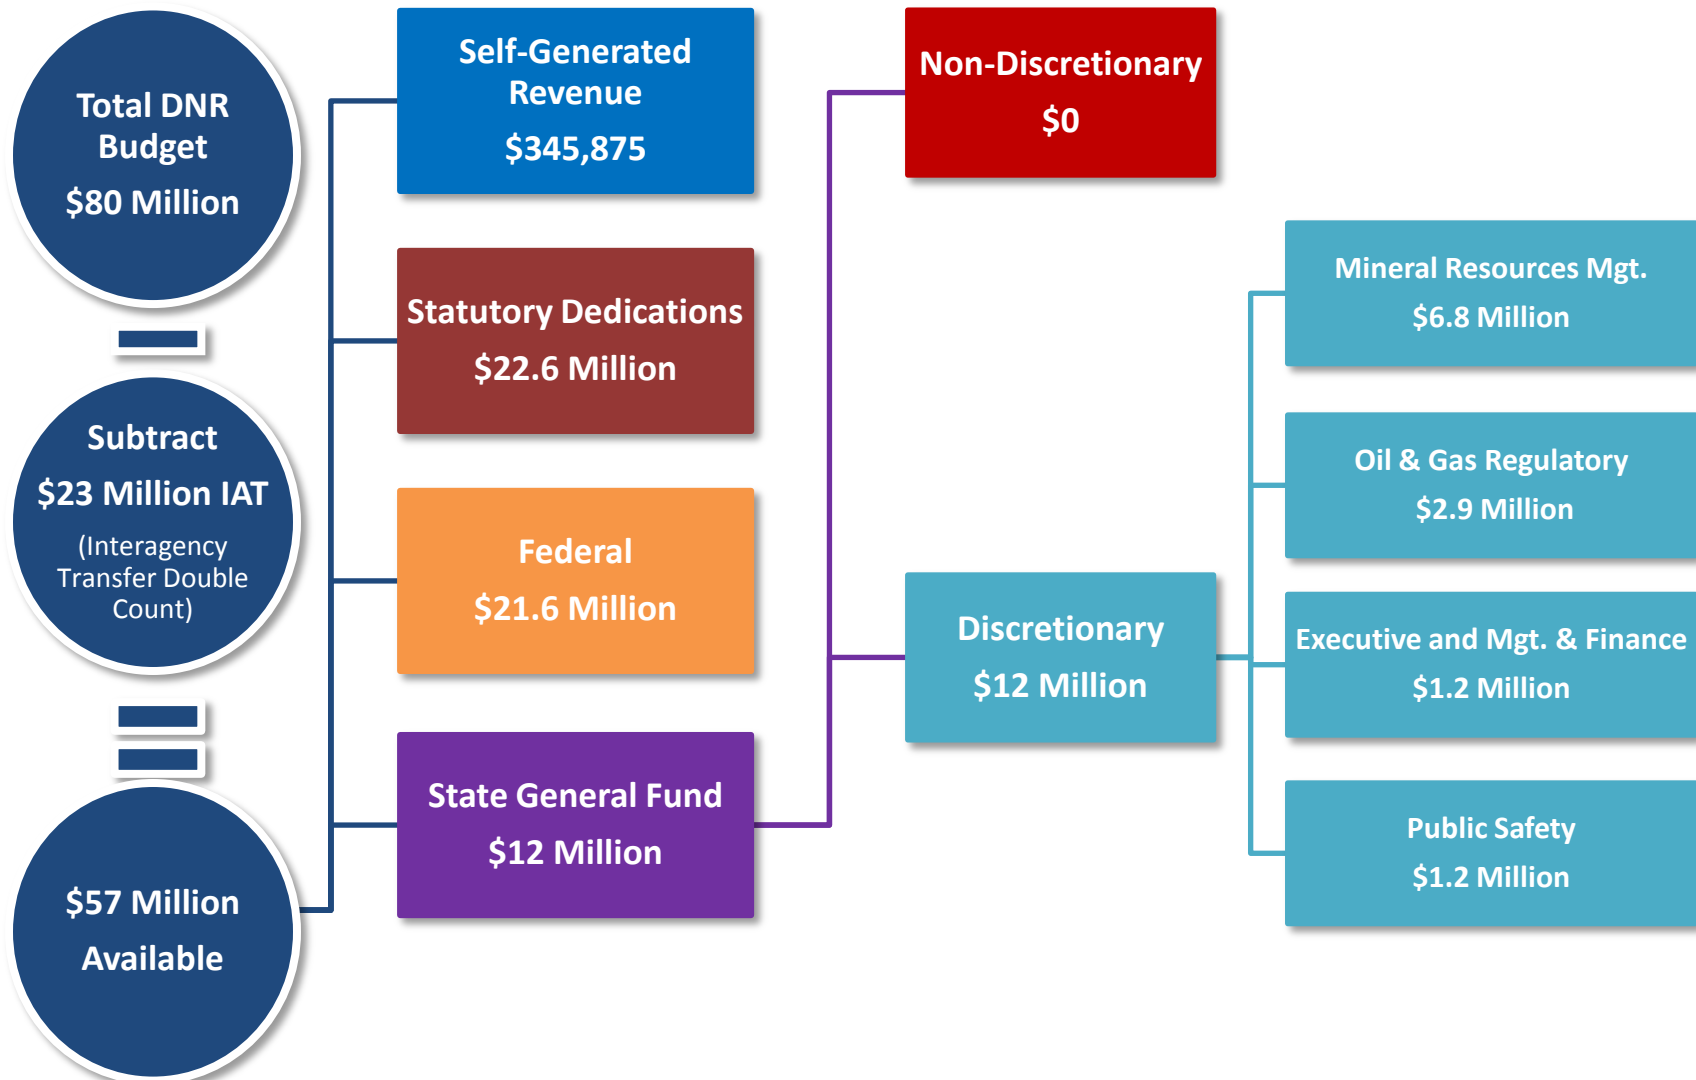 Total DNR
Budget
$80 Million
Subtract
$23 Million IAT
(Interagency
Transfer Double
Count)
$57 Million
Available
Self-Generated
Revenue
$345,875
Statutory Dedications
$22.6 Million
Federal
$21.6 Million
State General Fund
$12 Million
Non-Discretionary
$0
Discretionary
$12 Million
Mineral Resources Mgt.
$6.8 Million
Oil & Gas Regulatory
$2.9 Million
Executive and Mgt. & Finance
$1.2 Million
Public Safety
$1.2 Million